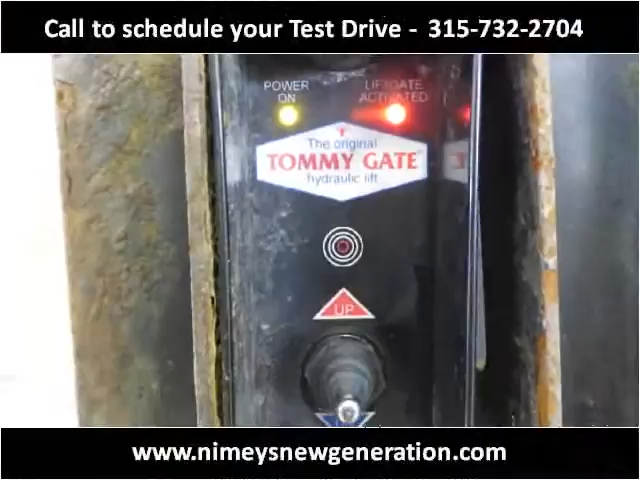 Call to schedule your Test Drive - 315-732-2704
POWER ON
LIFTGATE ACTIVATED
The original
TOMMY GATE
hydraulic lift
UP
www.nimeysnewgeneration.com